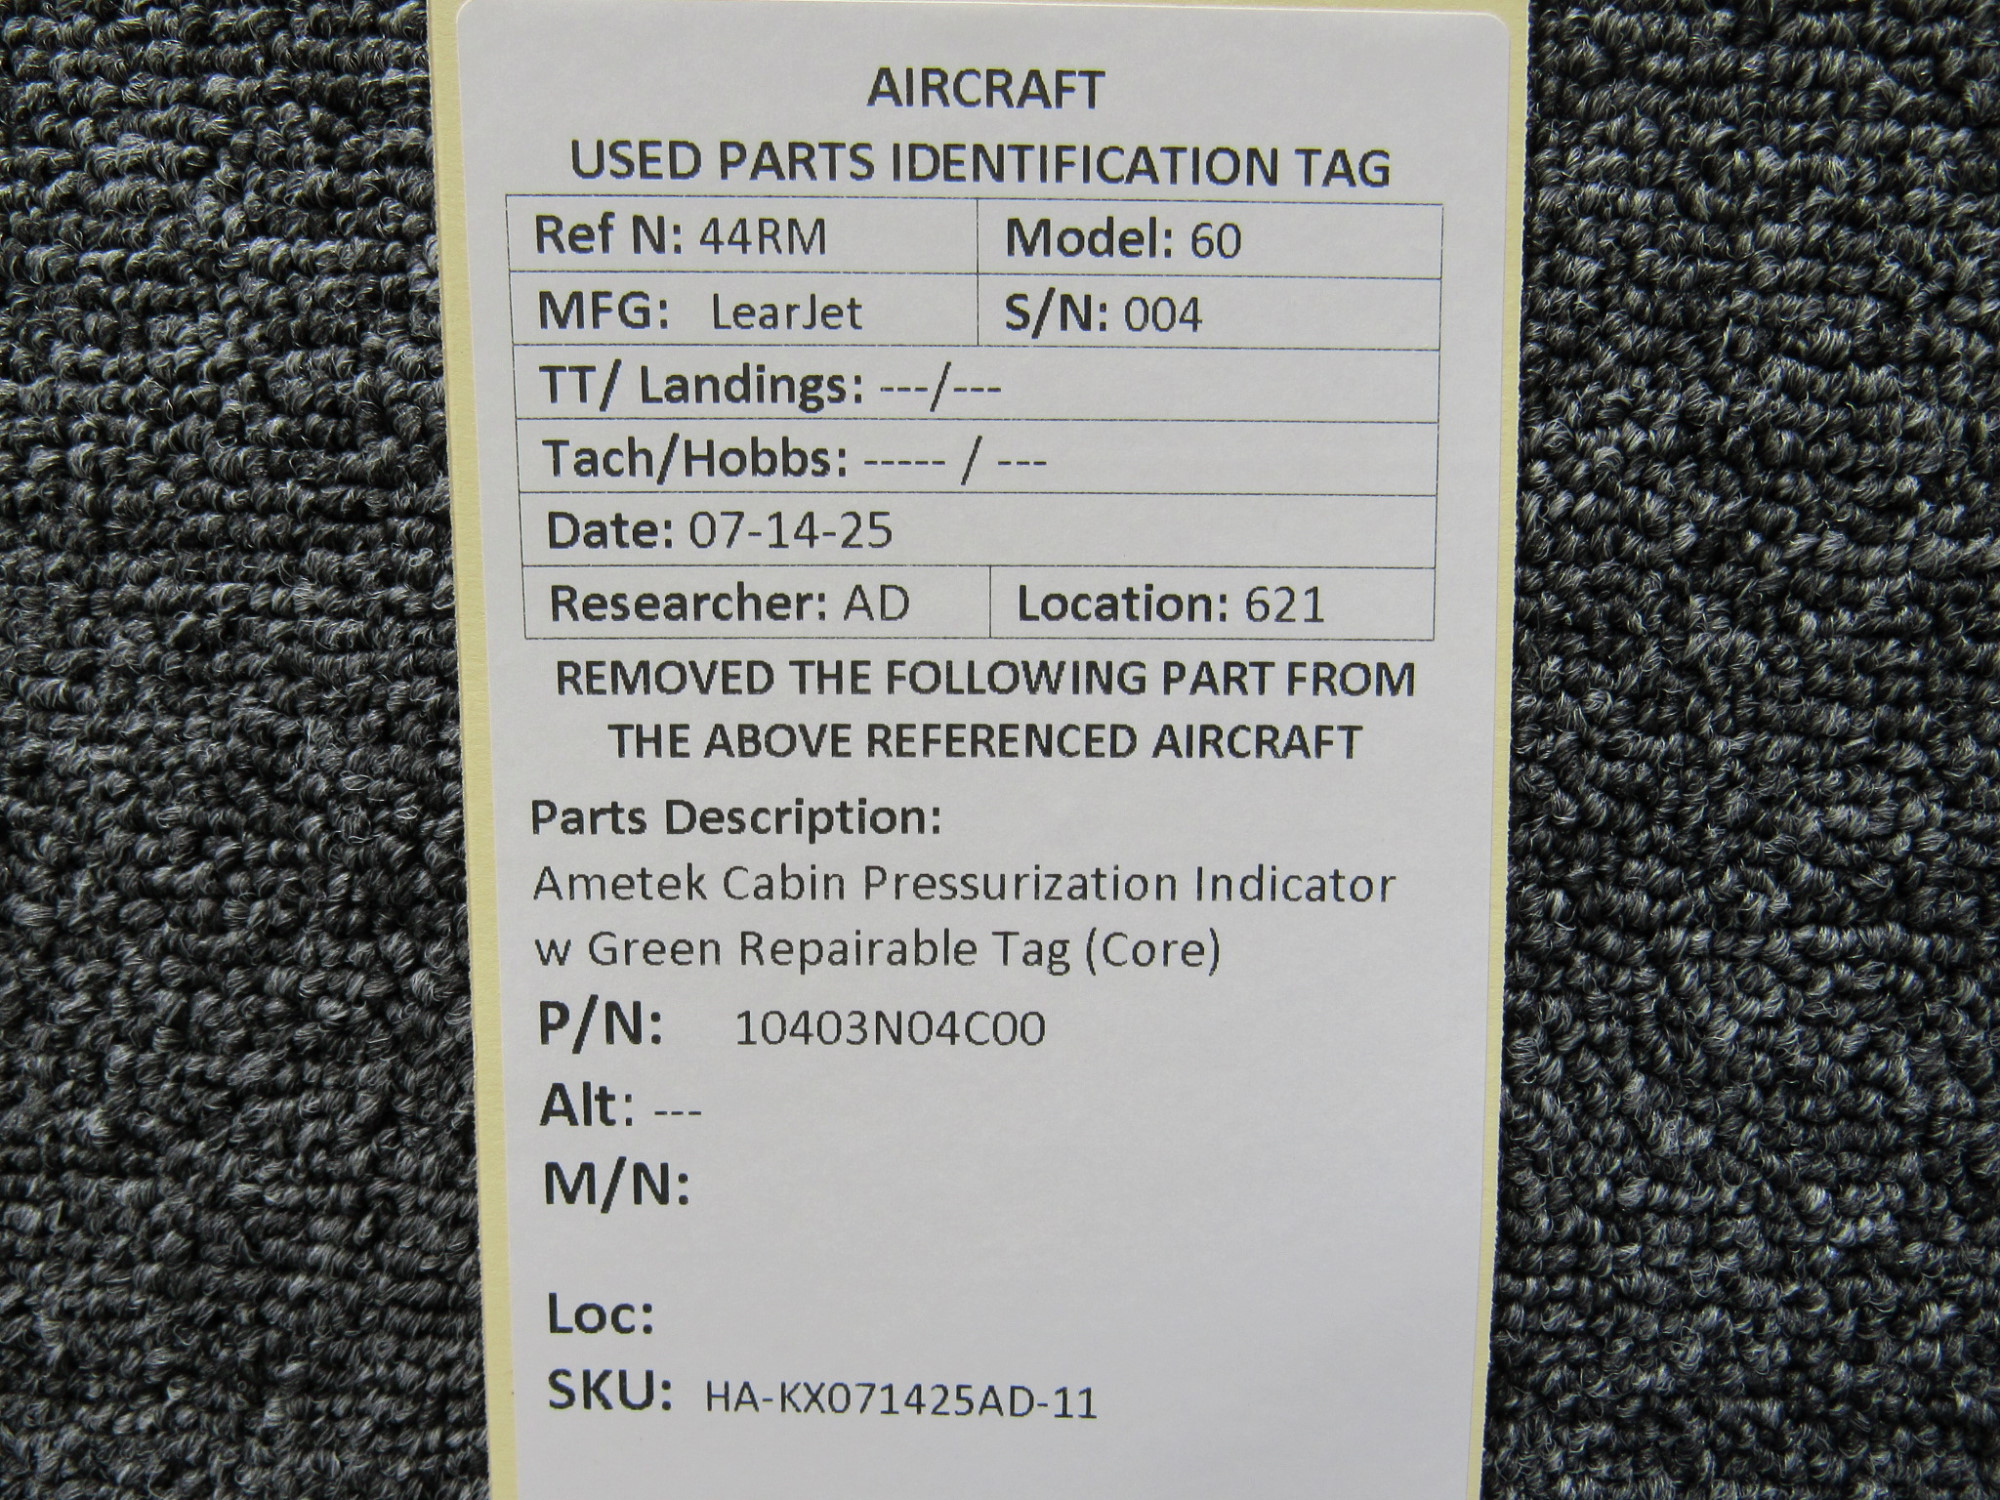 AIRCRAFT
USED PARTS IDENTIFICATION TAG
Ref N: 44RM Model: 60
MFG: LearJet S/N: 004
TT/ Landings: ---/---
Tach/Hobbs: ----- / ---
Date: 07-14-25
Researcher: AD Location: 621
REMOVED THE FOLLOWING PART FROM
THE ABOVE REFERENCED AIRCRAFT
Parts Description:
Ametek Cabin Pressurization Indicator
w Green Repairable Tag (Core)
P/N: 10403N04C00
Alt: ---
M/N:
Loc:
SKU: HA-KX071425AD-11